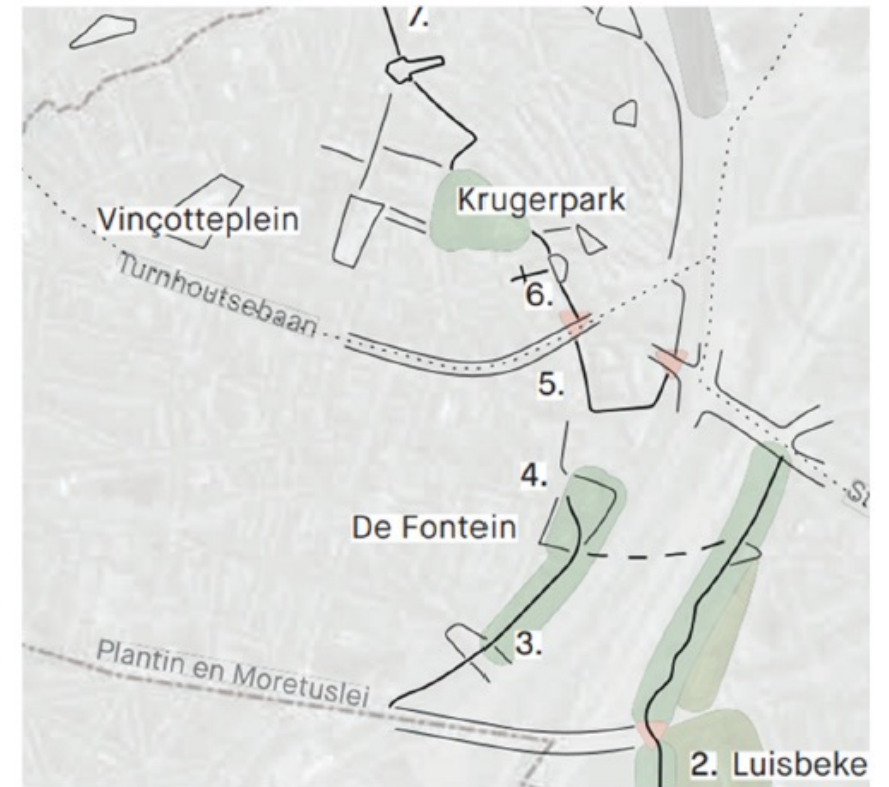 7.
Krugerpark
Vinçotteplein
Turnhoutsebaan
6.
5.
4.
De Fontein
3.
Plantin en Moretuslei
2. Luisbeke